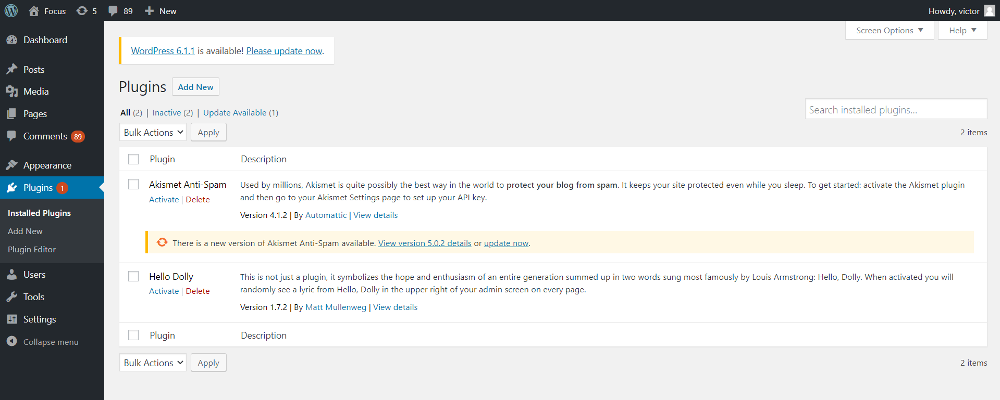 Focus 5 89 New Howdy, victor
Dashboard
Posts
Media
Pages
Comments 89
Appearance
Plugins 1
Installed Plugins
Add New
Plugin Editor
Users
Tools
Settings
Collapse menu
Screen Options Help
WordPress 6.1.1 is available! Please update now.
Plugins Add New
All (2) | Inactive (2) | Update Available (1)
Search installed plugins...
Bulk Actions Apply 2 items
Plugin Description
Akismet Anti-Spam
Activate | Delete
Used by millions, Akismet is quite possibly the best way in the world to protect your blog from spam. It keeps your site protected even while you sleep. To get started: activate the Akismet plugin
and then go to your Akismet Settings page to set up your API key.
Version 4.1.2 | By Automattic | View details
There is a new version of Akismet Anti-Spam available. View version 5.0.2 details or update now.
Hello Dolly
Activate | Delete
This is not just a plugin, it symbolizes the hope and enthusiasm of an entire generation summed up in two words sung most famously by Louis Armstrong: Hello, Dolly. When activated you will
randomly see a lyric from Hello, Dolly in the upper right of your admin screen on every page.
Version 1.7.2 | By Matt Mullenweg | View details
Plugin Description
Bulk Actions Apply 2 items